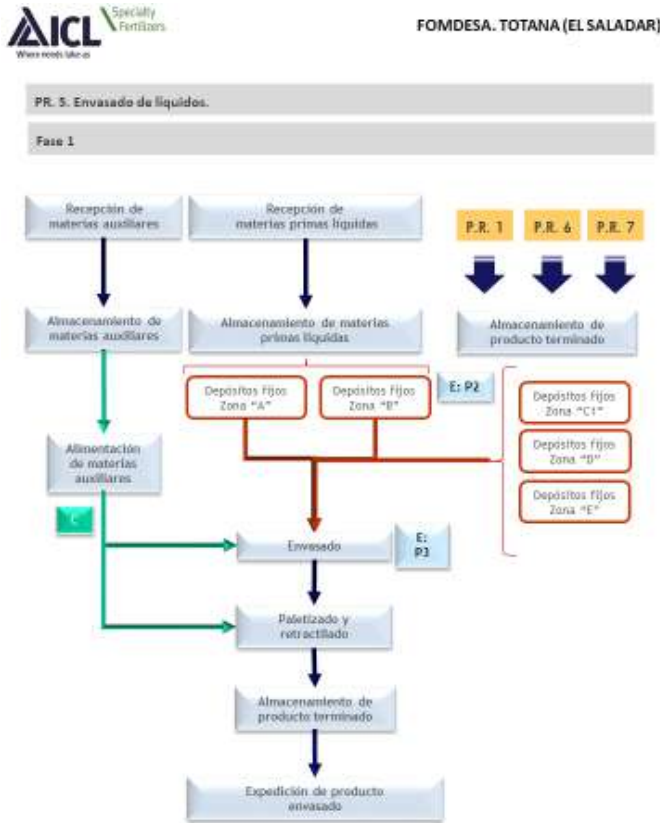 AICL
Specialty
Fertilizers
Where needs take us
FOMDESA. TOTANA (EL SALADAR)
PR. 5. Envasado de líquidos.
Fase 1
Recepción de
materias auxiliares
Recepción de
materias primas líquidas
P.R. 1
P.R. 6
P.R. 7
Almacenamiento de
materias auxiliares
Almacenamiento de materias
primas líquidas
Almacenamiento de
producto terminado
Depósitos fijos
Zona "A"
Depósitos fijos
Zona "B"
E: P2
Depósitos fijos
Zona "C1"
Depósitos fijos
Zona "D"
Depósitos fijos
Zona "E"
Alimentación
de materias
auxiliares
C
Envasado
E:
P3
Paletizado y
retractilado
Almacenamiento de
producto terminado
Expedición de producto
envasado